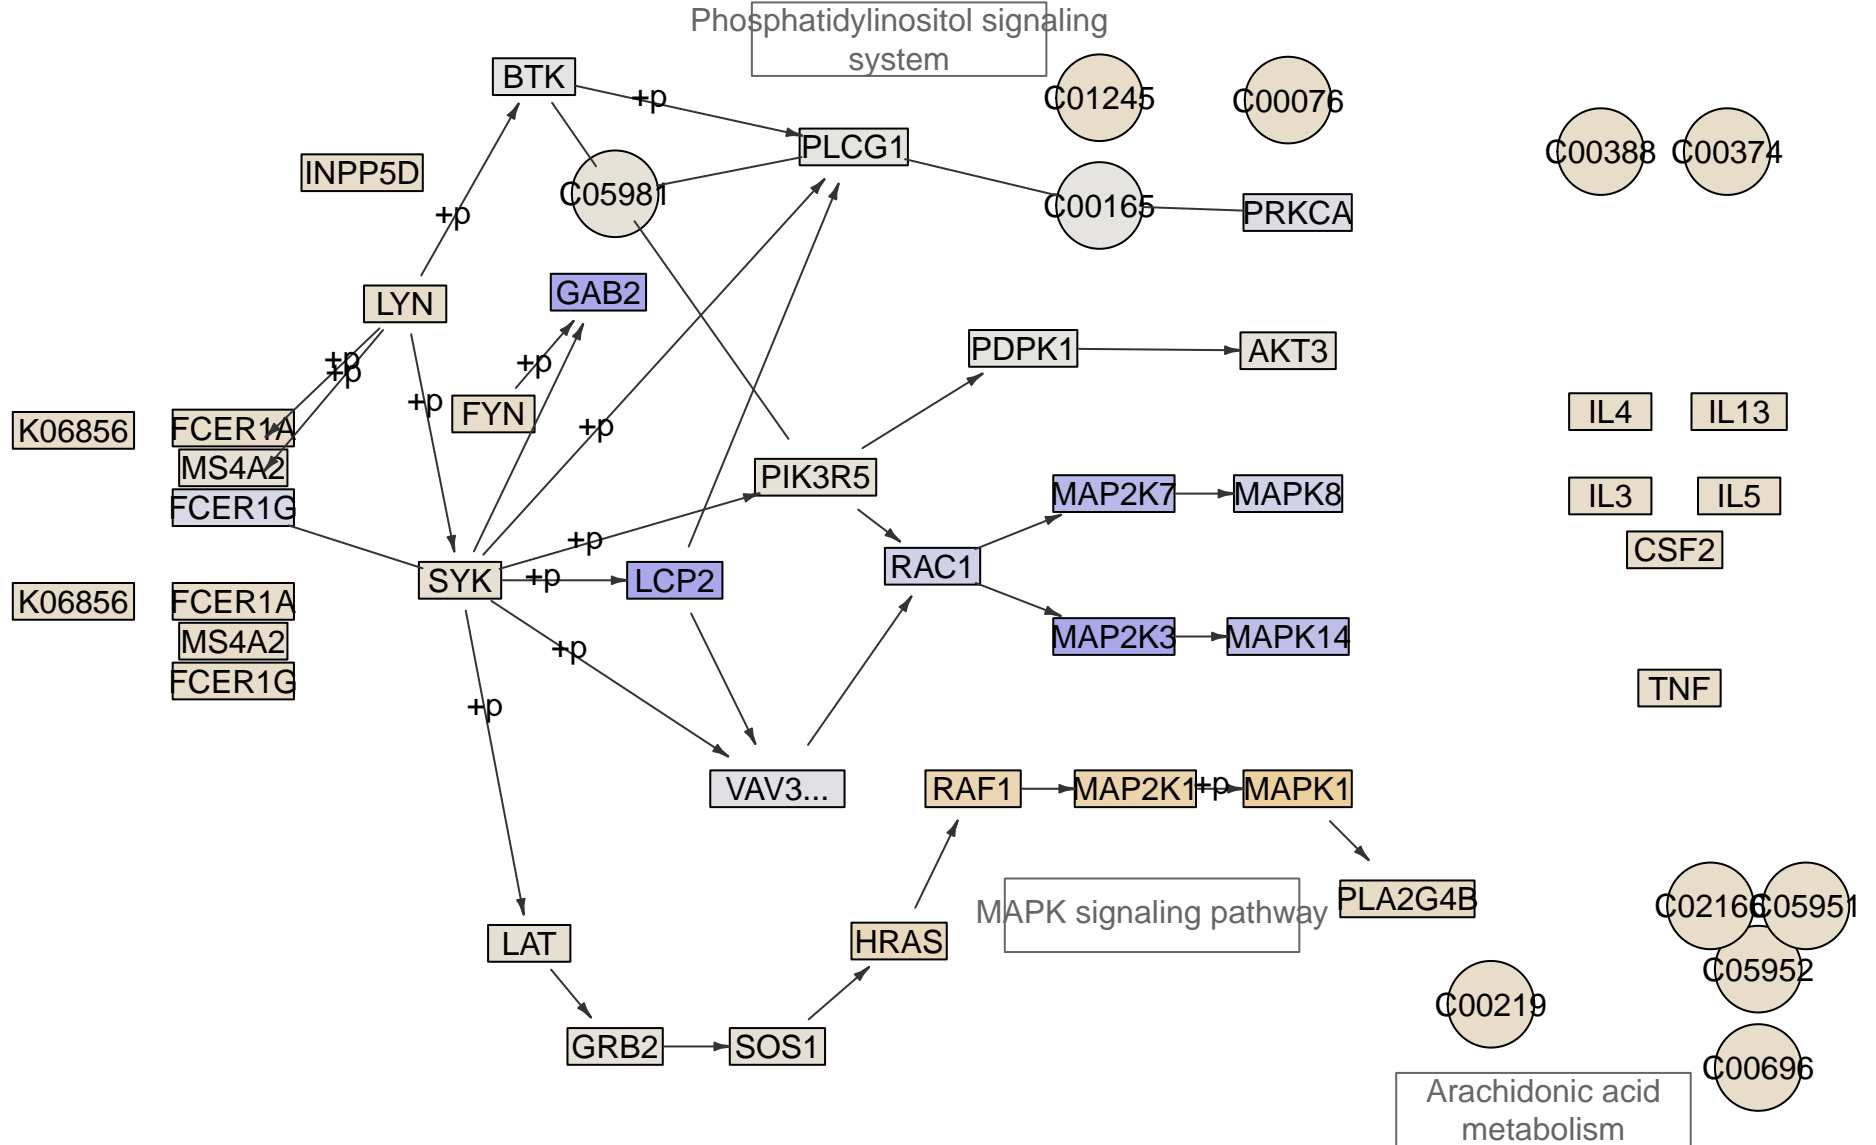 Phosphatidylinositol signaling
system
BTK
+p
C01245
C00076
PLCG1
C00388
C00374
INPP5D
C05981
C00165
PRKCA
+p
LYN
GAB2
PDPK1
AKT3
+p
+p
+p
+p
FYN
IL4
IL13
K06856
FCER1A
+p
MS4A2
PIK3R5
MAP2K7
MAPK8
IL3
IL5
FCER1G
+p
CSF2
SYK
+p
LCP2
RAC1
K06856
FCER1A
MS4A2
+p
MAP2K3
MAPK14
FCER1G
TNF
+p
VAV3...
RAF1
MAP2K1
+p
MAPK1
MAPK signaling pathway
PLA2G4B
C02166
C05951
LAT
HRAS
C05952
C00219
GRB2
SOS1
C00696
Arachidonic acid
metabolism